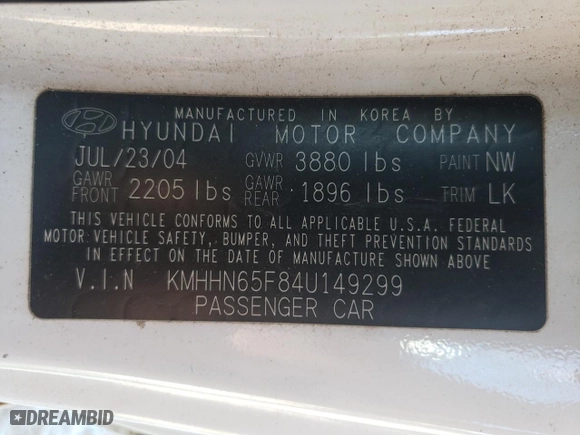 MANUFACTURED IN KOREA BY
HYUNDAI MOTOR COMPANY
JUL/23/04 GVWR 3880 lbs PAINT NW
GAWR FRONT 2205 lbs GAWR REAR 1896 lbs TRIM LK
THIS VEHICLE CONFORMS TO ALL APPLICABLE U.S.A. FEDERAL
MOTOR VEHICLE SAFETY, BUMPER, AND THEFT PREVENTION STANDARDS
IN EFFECT ON THE DATE OF MANUFACTURED SHOWN ABOVE
V.I.N KMHHN65F84U149299
PASSENGER CAR
DREAMBID